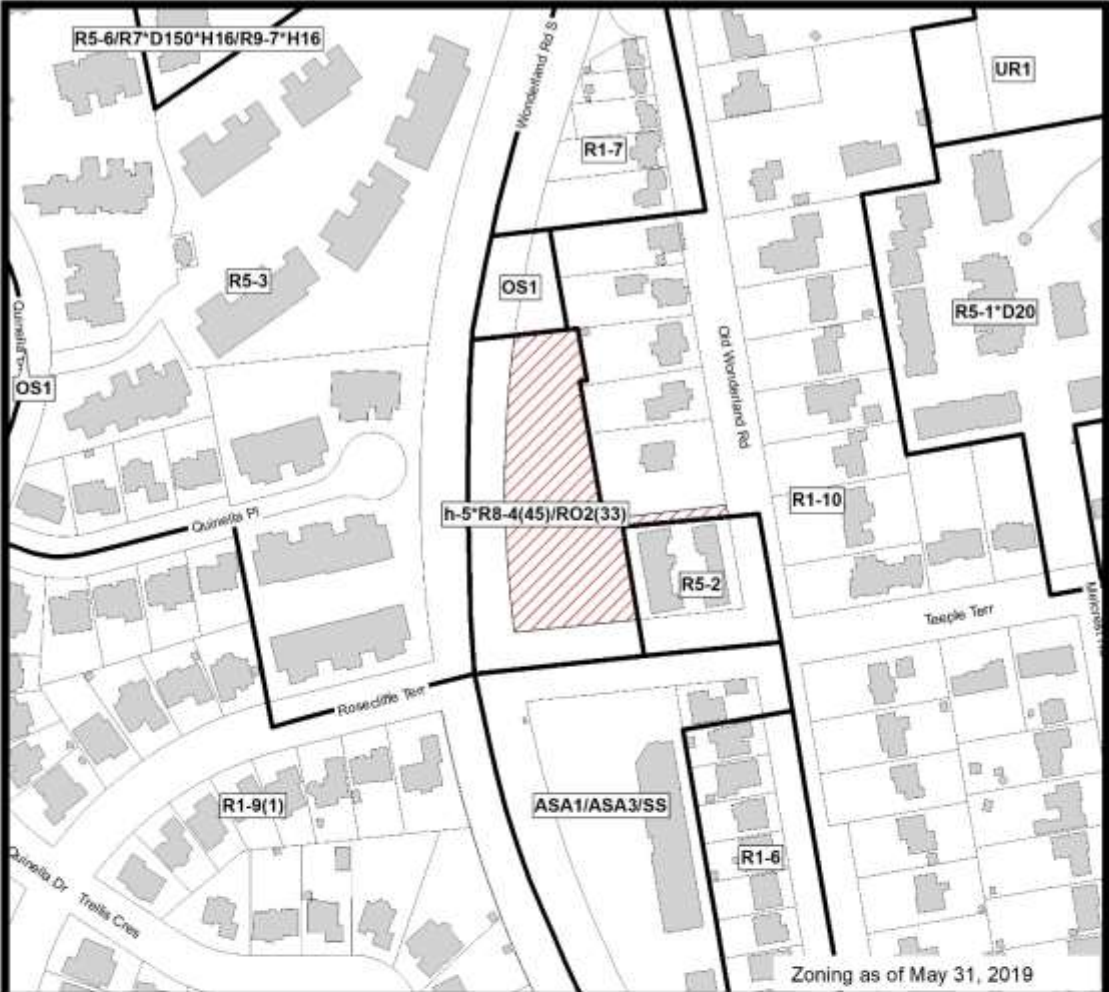 R5-6/R7*D150*H16/R9-7*H16
Wonderland Rd S
UR1
R1-7
R5-3
OS1
R5-1*D20
OS1
Old Wonderland Rd
h-5*R8-4(45)/RO2(33)
R1-10
Quinella Pl
R5-2
Teeple Terr
Rosecliffe Terr
R1-9(1)
ASA1/ASA3/SS
R1-6
Quinella Dr
Trellis Cres
Zoning as of May 31, 2019